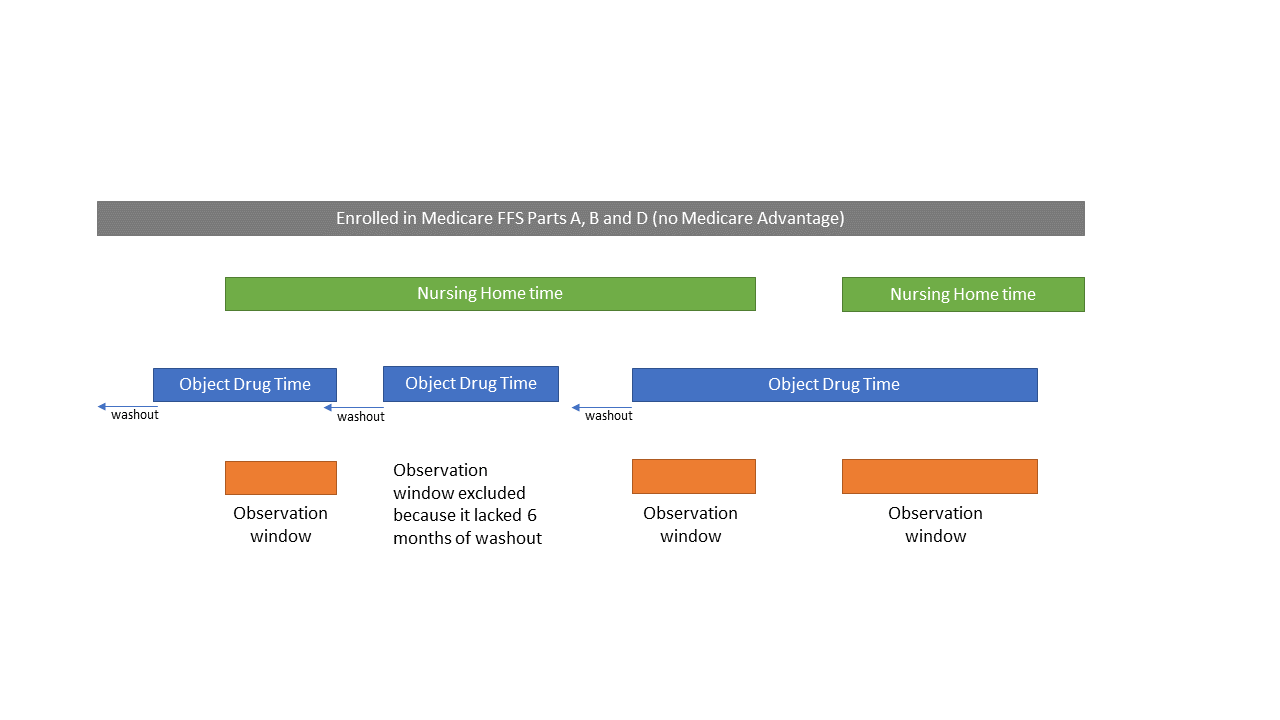 Enrolled in Medicare FFS Parts A, B and D (no Medicare Advantage)
Nursing Home time
Nursing Home time
Object Drug Time
Object Drug Time
Object Drug Time
washout
washout
washout
Observation
window
Observation
window excluded
because it lacked 6
months of washout
Observation
window
Observation
window